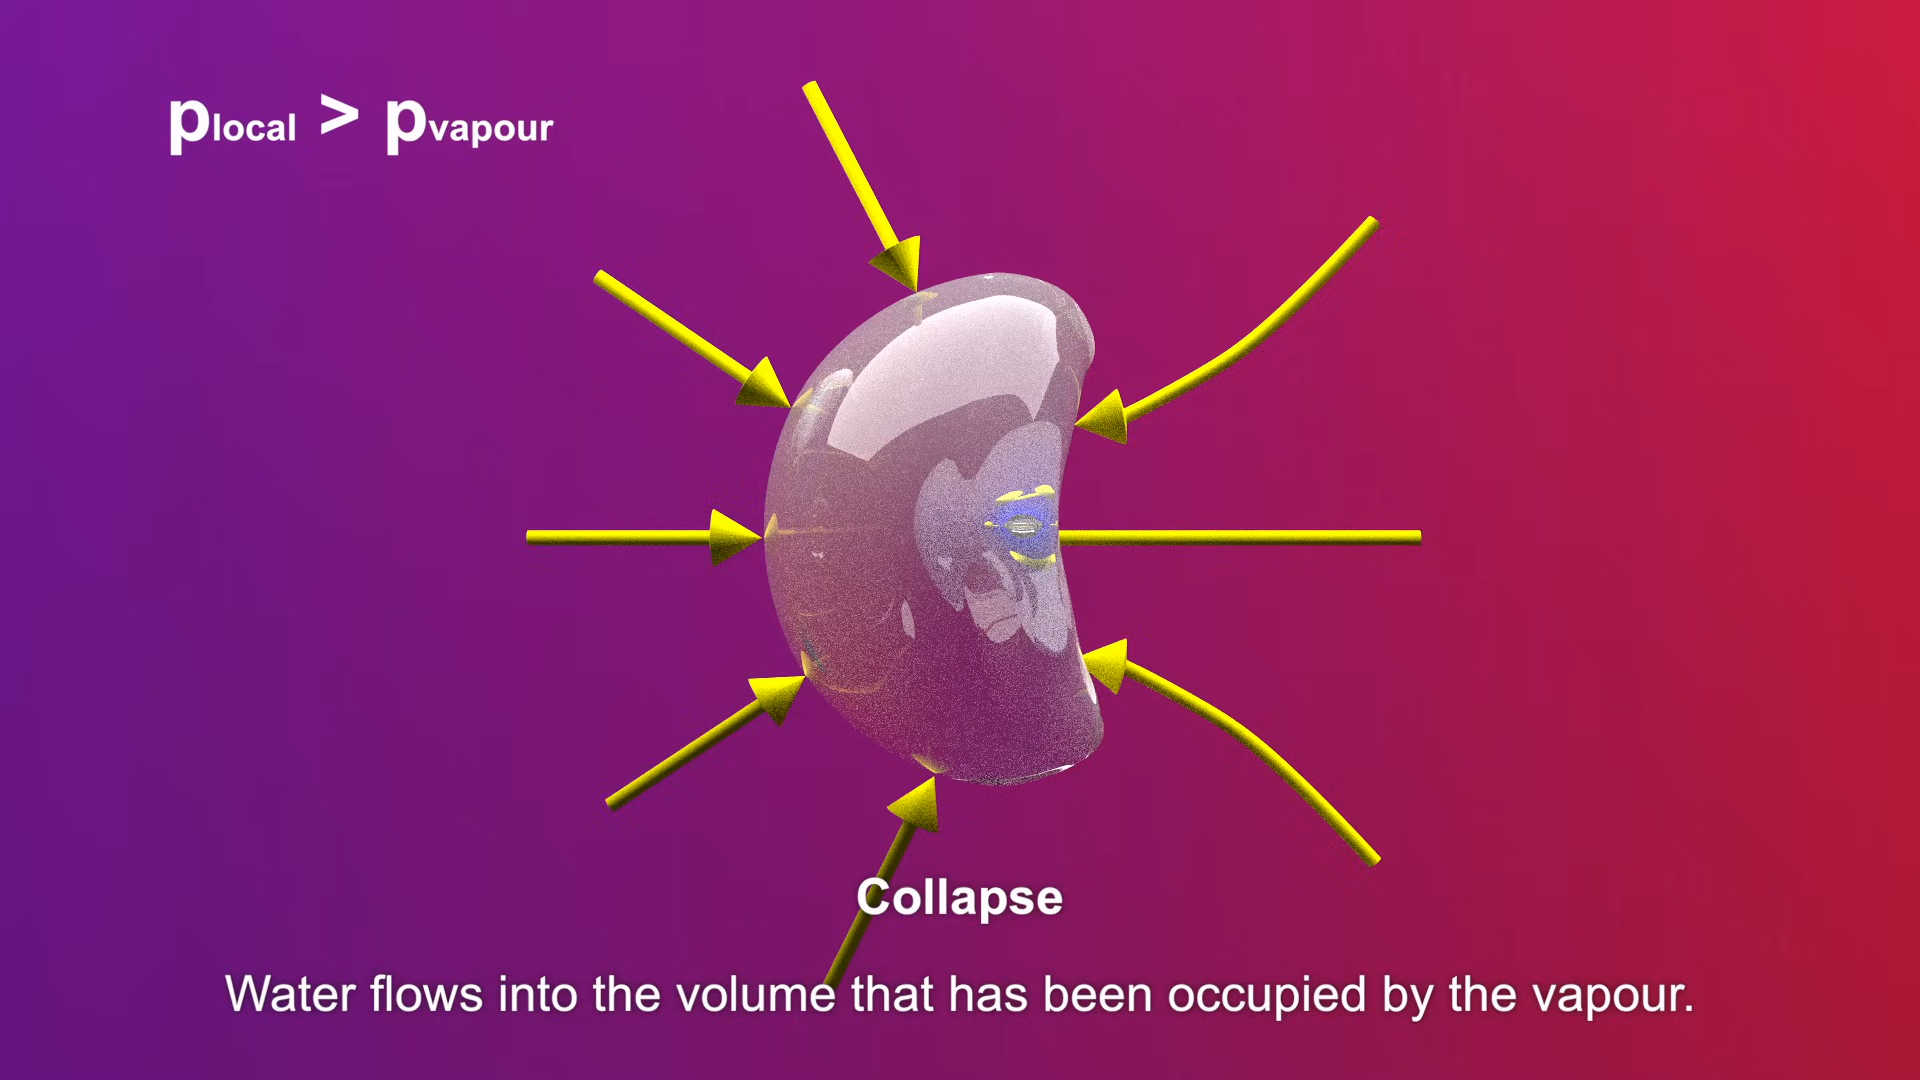 plocal > pvapour
Collapse
Water flows into the volume that has been occupied by the vapour.